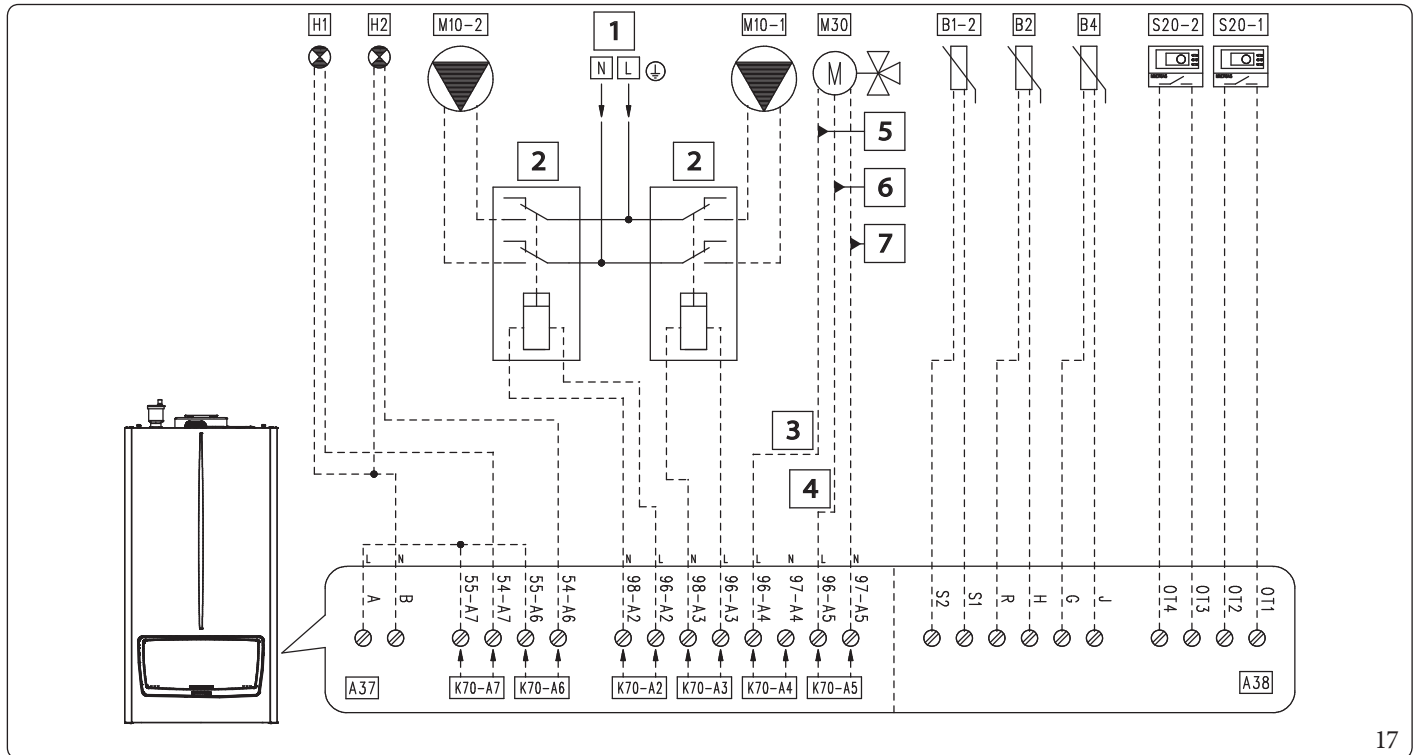 H1 H2 M10-2 1 M10-1 M30 B1-2 B2 B4 S20-2 S20-1
N L
M
5
2 2
6
7
3
4
L N N L N L L N L N
A B 55-A7 54-A7 55-A6 54-A6 98-A2 96-A2 98-A3 96-A3 96-A4 97-A4 96-A5 97-A5 S2 S1 R H G J OT4 OT3 OT2 OT1
A37 K70-A7 K70-A6 K70-A2 K70-A3 K70-A4 K70-A5 A38
17